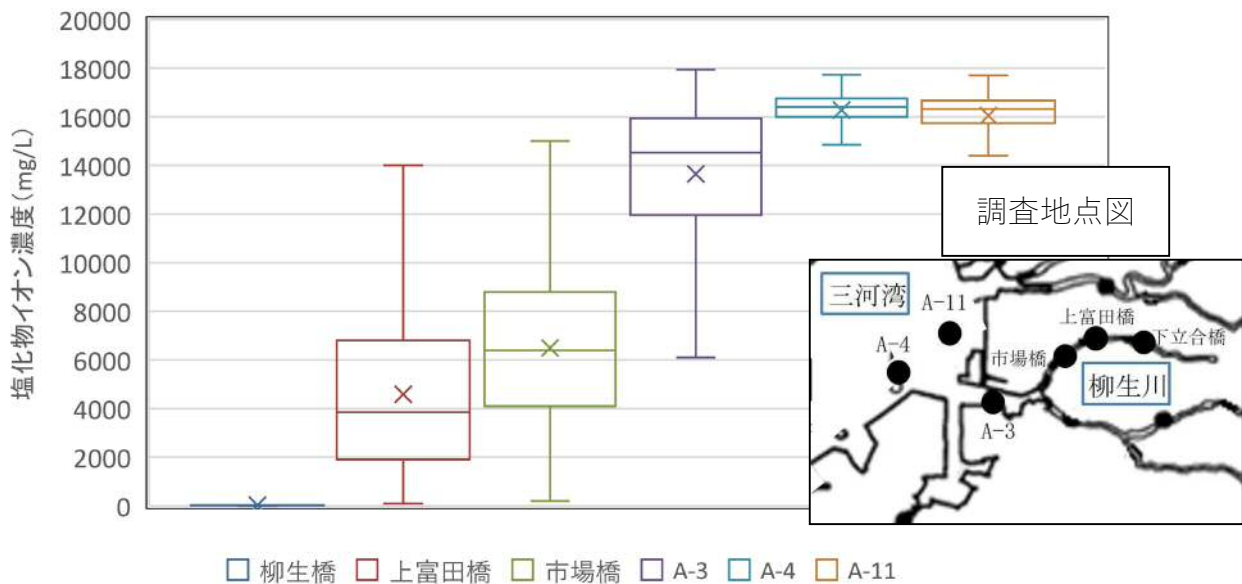 塩化物イオン濃度(mg/L)
20000
18000
16000
14000
12000
10000
8000
6000
4000
2000
0
調査地点図
三河湾
A-11
上富田橋
下立合橋
A-4
市場橋
柳生川
A-3
柳生橋
上富田橋
市場橋
A-3
A-4
A-11